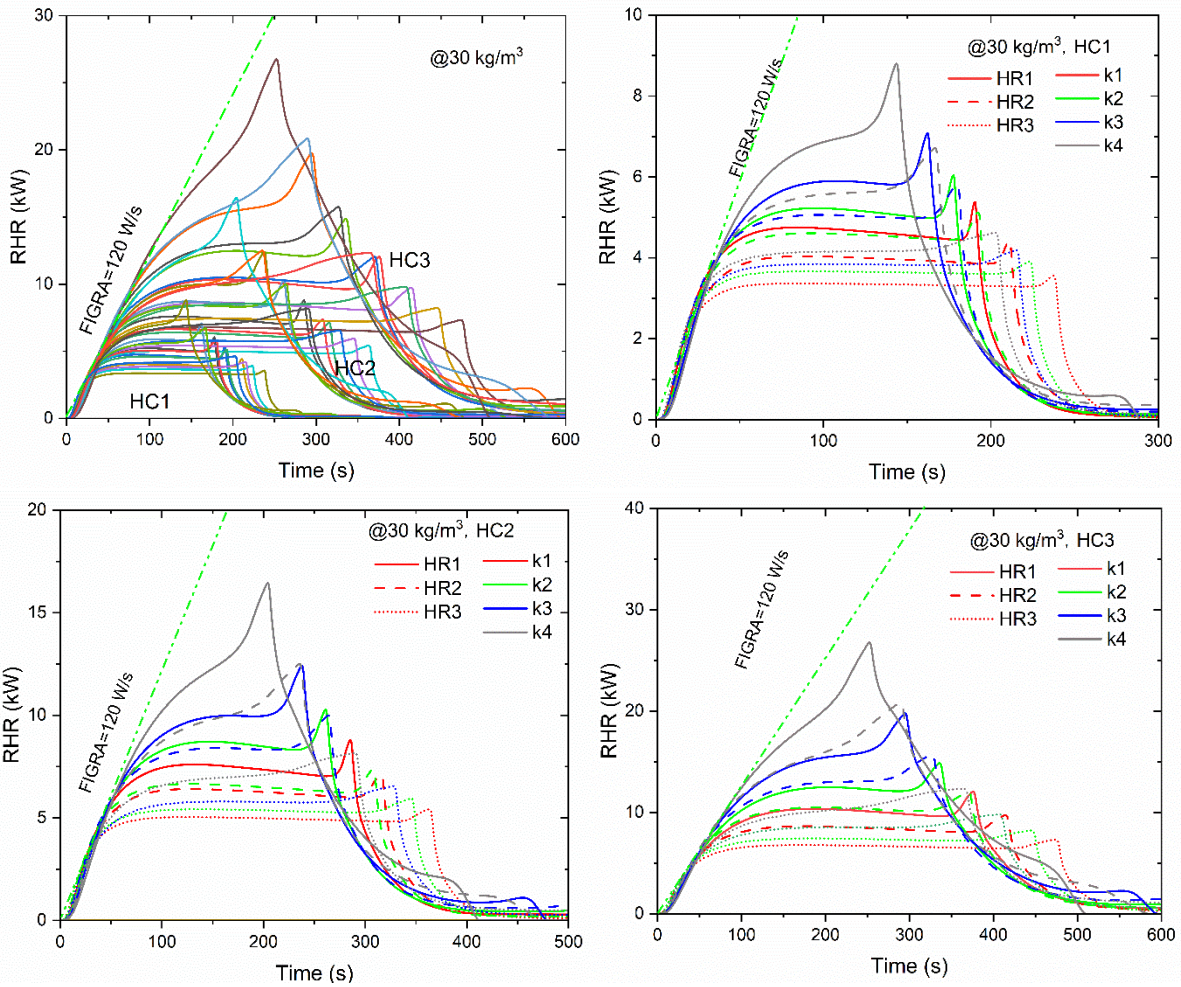 30
20
10
0
RHR (kW)
0 100 200 300 400 500 600
Time (s)
@30 kg/m³
FIGRA=120 W/s
HC3
HC2
HC1
10
8
6
4
2
0
RHR (kW)
0 100 200 300
Time (s)
@30 kg/m³, HC1
HR1 k1
HR2 k2
HR3 k3
k4
FIGRA=120 W/s
20
15
10
5
0
RHR (kW)
0 100 200 300 400 500
Time (s)
@30 kg/m³, HC2
HR1 k1
HR2 k2
HR3 k3
k4
FIGRA=120 W/s
40
30
20
10
0
RHR (kW)
0 100 200 300 400 500 600
Time (s)
@30 kg/m³, HC3
HR1 k1
HR2 k2
HR3 k3
k4
FIGRA=120 W/s